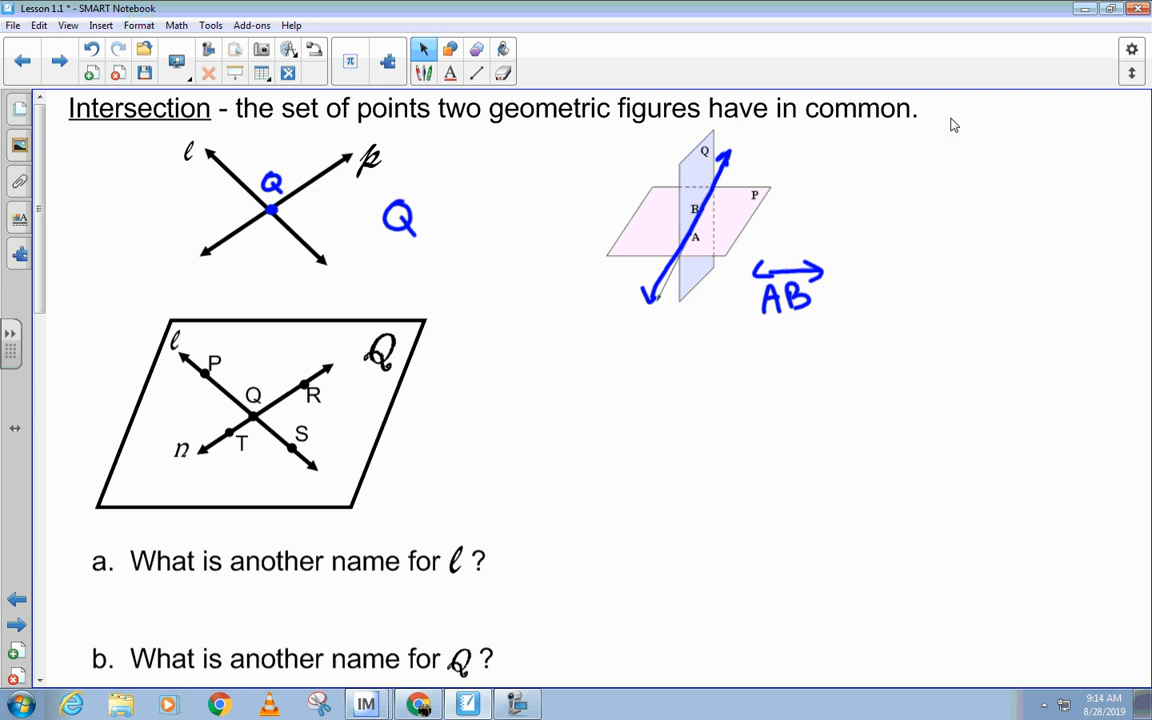 Lesson 1.1 * - SMART Notebook
File Edit View Insert Format Math Tools Add-ons Help
Intersection - the set of points two geometric figures have in common.
l
p
Q
Q
Q
P
B
A
AB
l
P
Q
Q
R
n
T
S
a. What is another name for l ?
b. What is another name for Q ?
IM
9:14 AM
8/28/2019